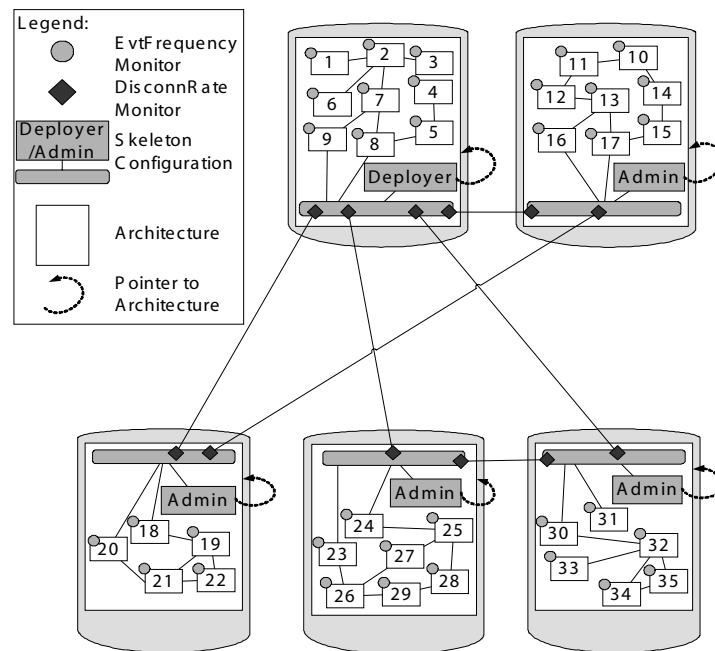 Legend:
EvtFrequency
Monitor
DisconnRate
Monitor
Deployer
/Admin
Skeleton
Configuration
Architecture
Pointer to
Architecture
1
2
3
4
5
6
7
8
9
Deployer
10
11
12
13
14
15
16
17
Admin
Admin
18
19
20
21
22
Admin
23
24
25
26
27
28
29
Admin
30
31
32
33
34
35